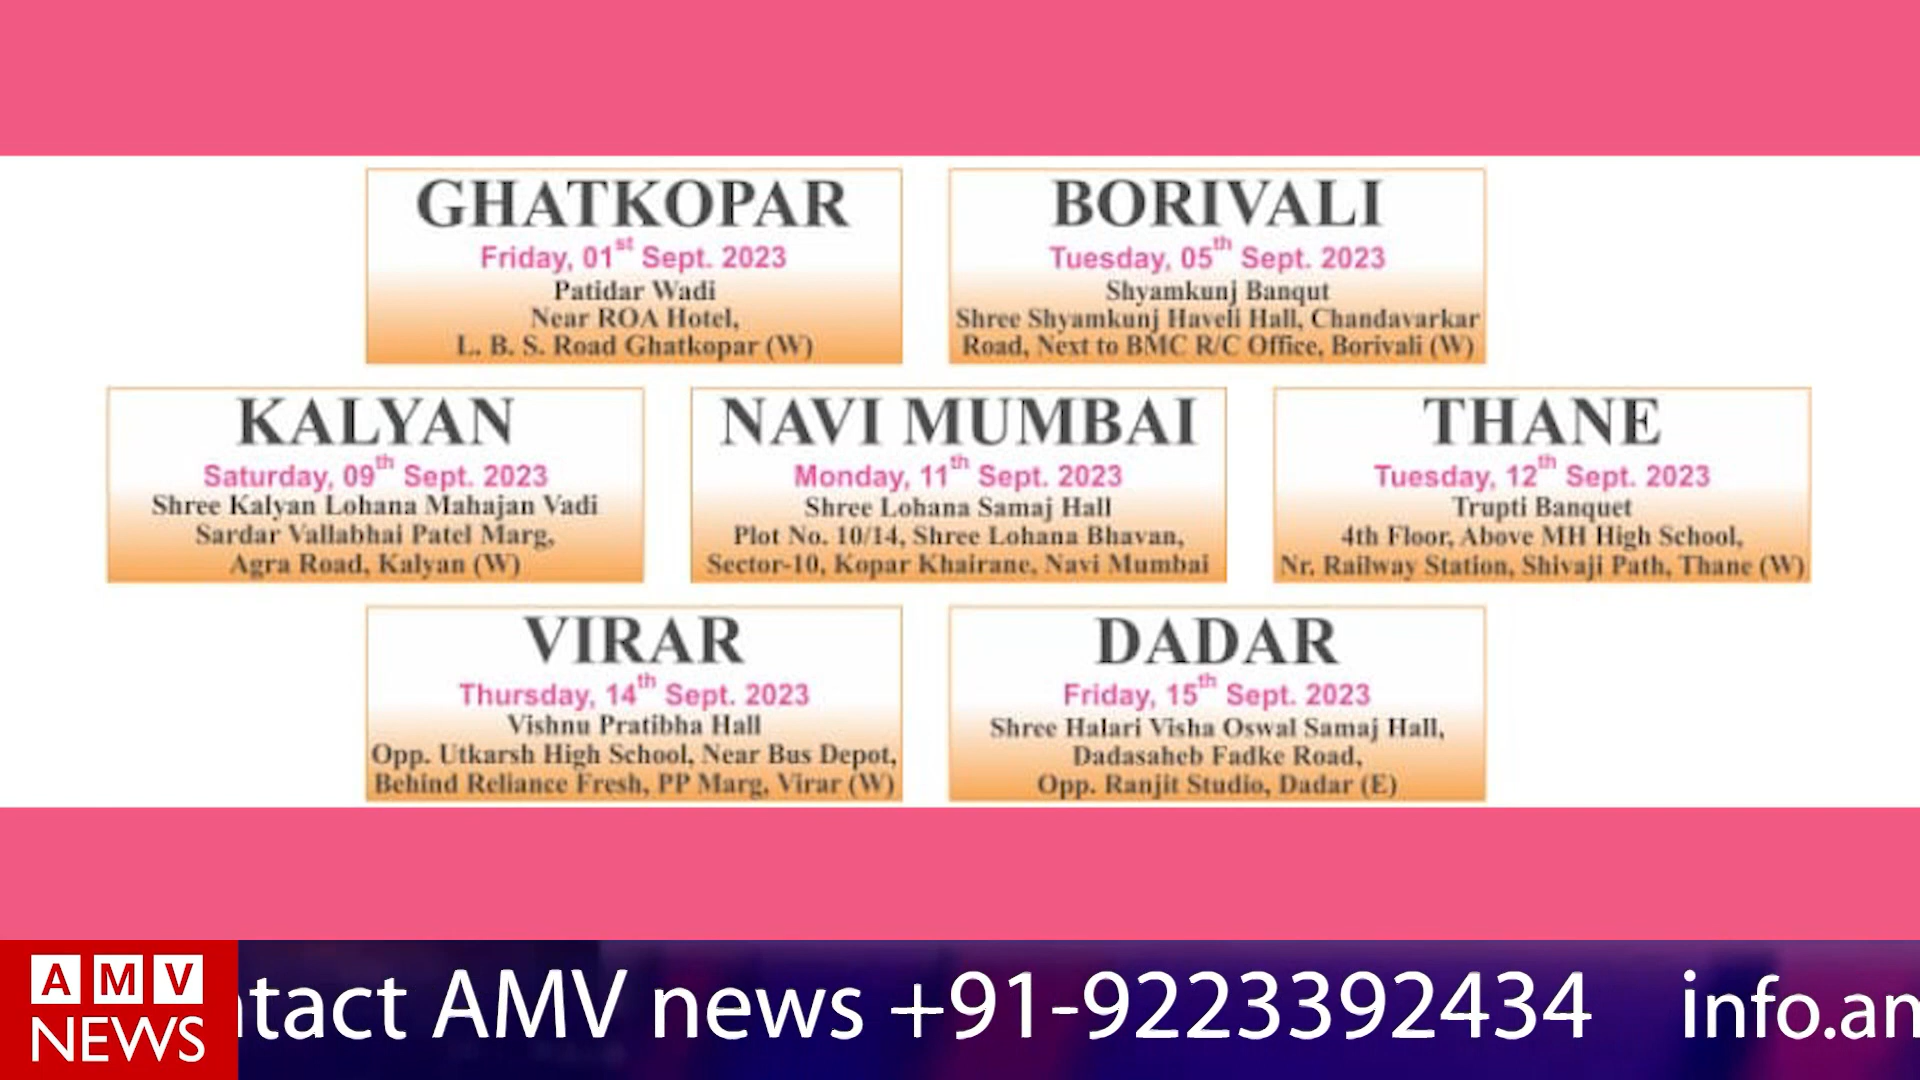 GHATKOPAR
Friday, 01st Sept. 2023
Patidar Wadi
Near ROA Hotel,
L. B. S. Road Ghatkopar (W)
BORIVALI
Tuesday, 05th Sept. 2023
Shyamkunj Banqut
Shree Shyamkunj Haveli Hall, Chandavarkar
Road, Next to BMC R/C Office, Borivali (W)
KALYAN
Saturday, 09th Sept. 2023
Shree Kalyan Lohana Mahajan Vadi
Sardar Vallabhai Patel Marg,
Agra Road, Kalyan (W)
NAVI MUMBAI
Monday, 11th Sept. 2023
Shree Lohana Samaj Hall
Plot No. 10/14, Shree Lohana Bhavan,
Sector-10, Kopar Khairane, Navi Mumbai
THANE
Tuesday, 12th Sept. 2023
Trupti Banquet
4th Floor, Above MH High School,
Nr. Railway Station, Shivaji Path, Thane (W)
VIRAR
Thursday, 14th Sept. 2023
Vishnu Pratibha Hall
Opp. Utkarsh High School, Near Bus Depot,
Behind Reliance Fresh, PP Marg, Virar (W)
DADAR
Friday, 15th Sept. 2023
Shree Halari Visha Oswal Samaj Hall,
Dadasaheb Fadke Road,
Opp. Ranjit Studio, Dadar (E)
AMV
NEWS
ntact AMV news +91-9223392434 info.am